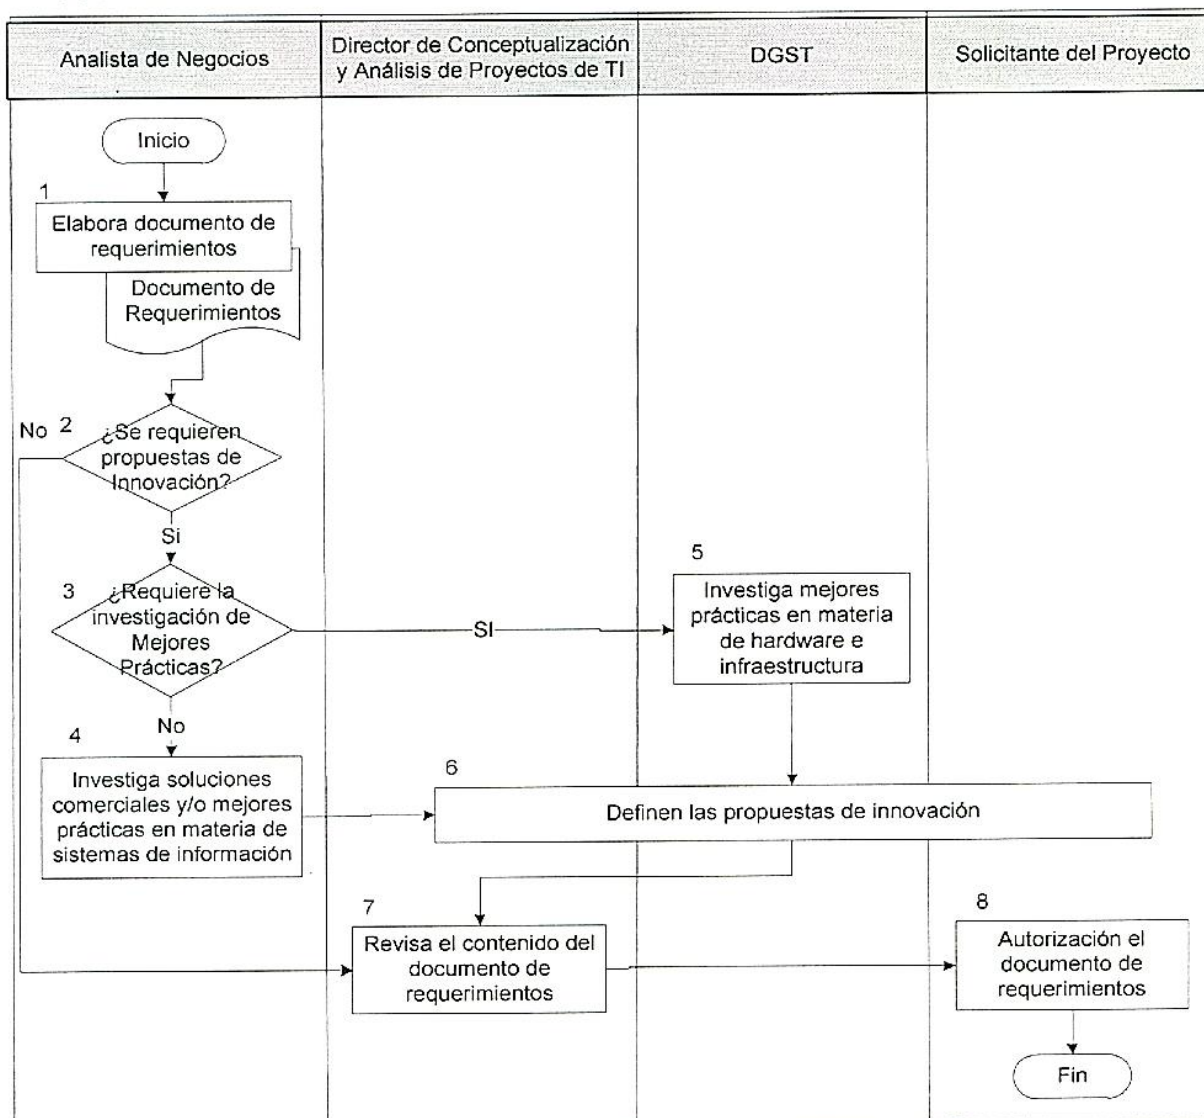 Analista de Negocios
Director de Conceptualización
y Análisis de Proyectos de TI
DGST
Solicitante del Proyecto
Inicio
1
Elabora documento de
requerimientos
Documento de
Requerimientos
No
2
¿Se requieren
propuestas de
Innovación?
Si
3
¿Requiere la
investigación de
Mejores
Prácticas?
SI
5
Investiga mejores
prácticas en materia
de hardware e
infraestructura
No
4
Investiga soluciones
comerciales y/o mejores
prácticas en materia de
sistemas de información
6
Definen las propuestas de innovación
7
Revisa el contenido del
documento de
requerimientos
8
Autorización el
documento de
requerimientos
Fin